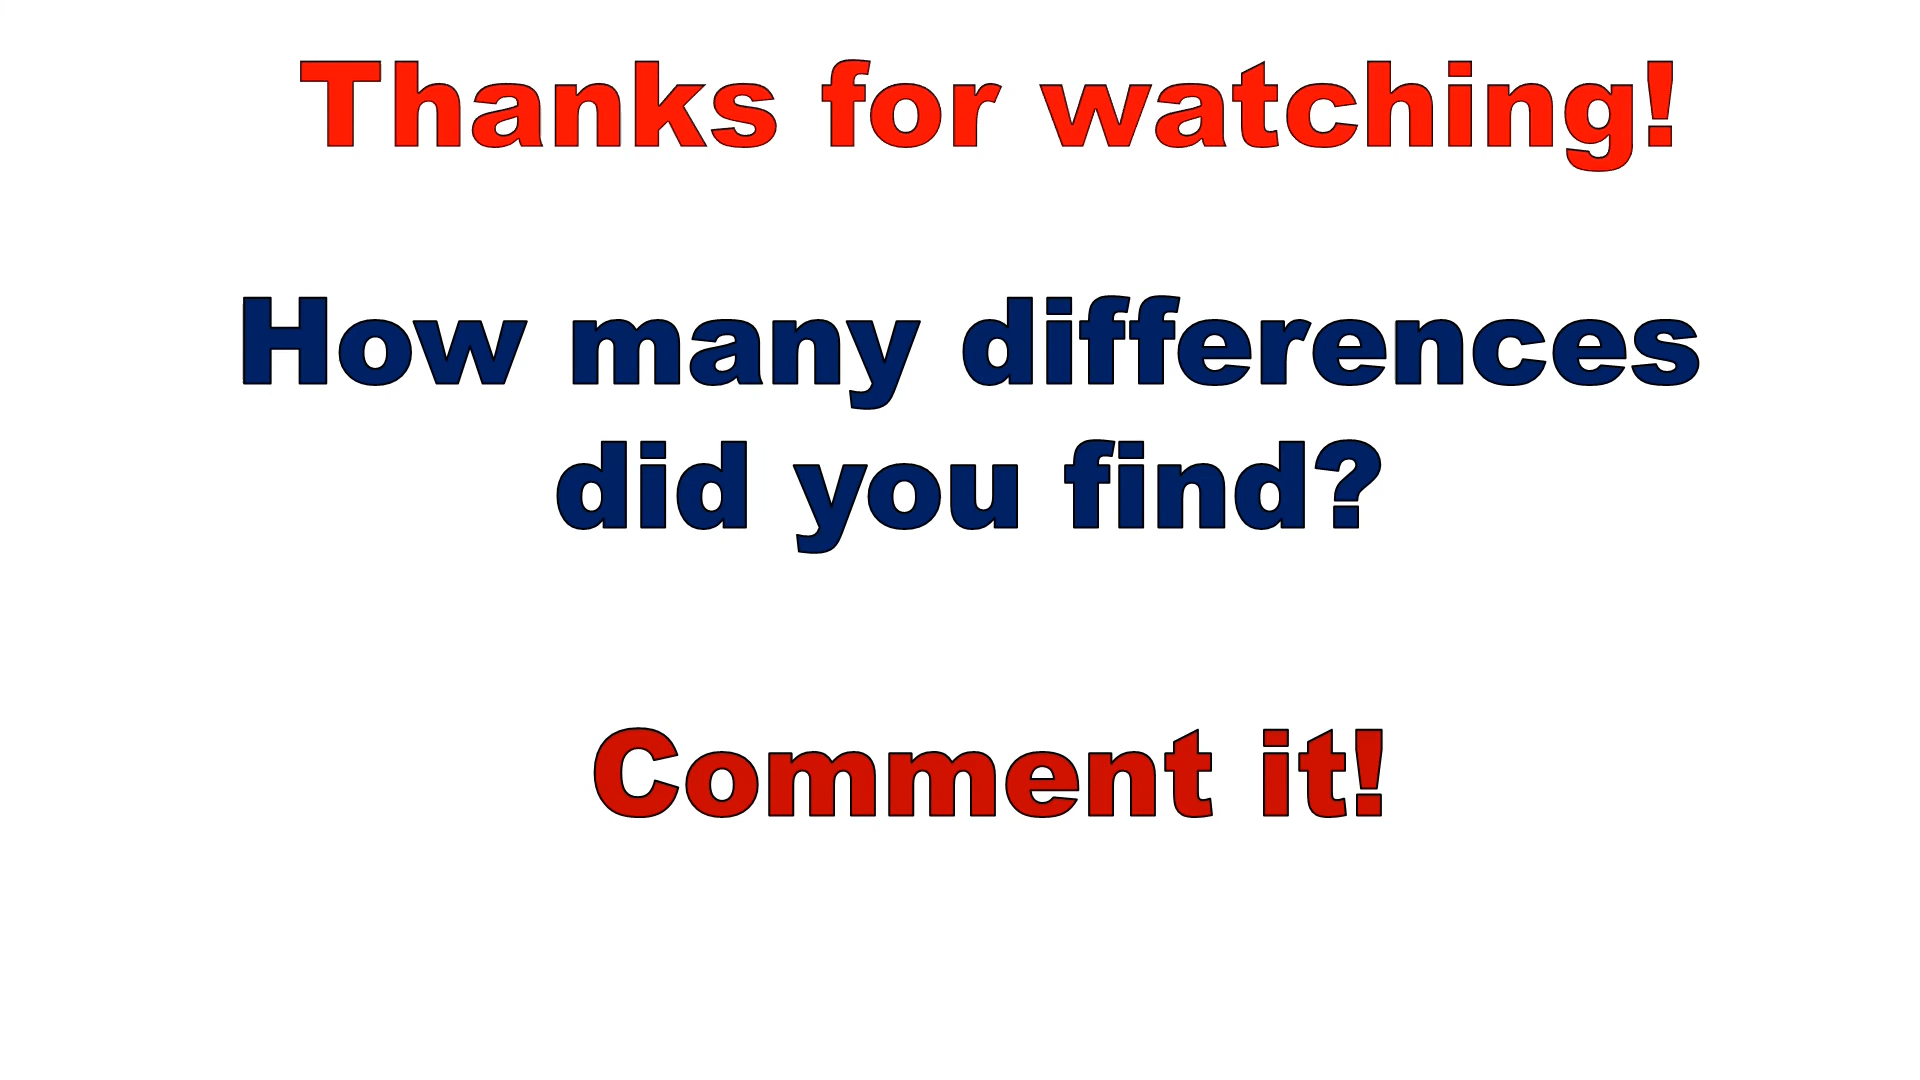 Thanks for watching!
How many differences
did you find?
Comment it!